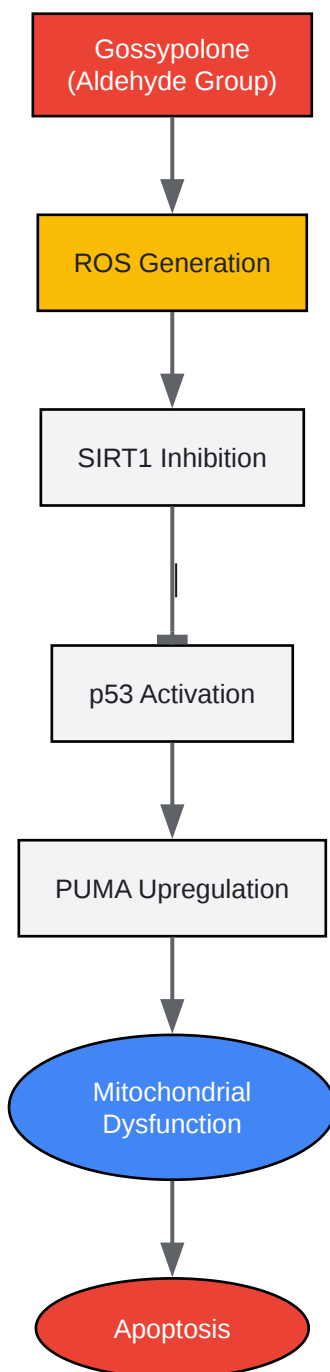 Gossypolone
(Aldehyde Group)
ROS Generation
SIRT1 Inhibition
|
p53 Activation
PUMA Upregulation
Mitochondrial
Dysfunction
Apoptosis